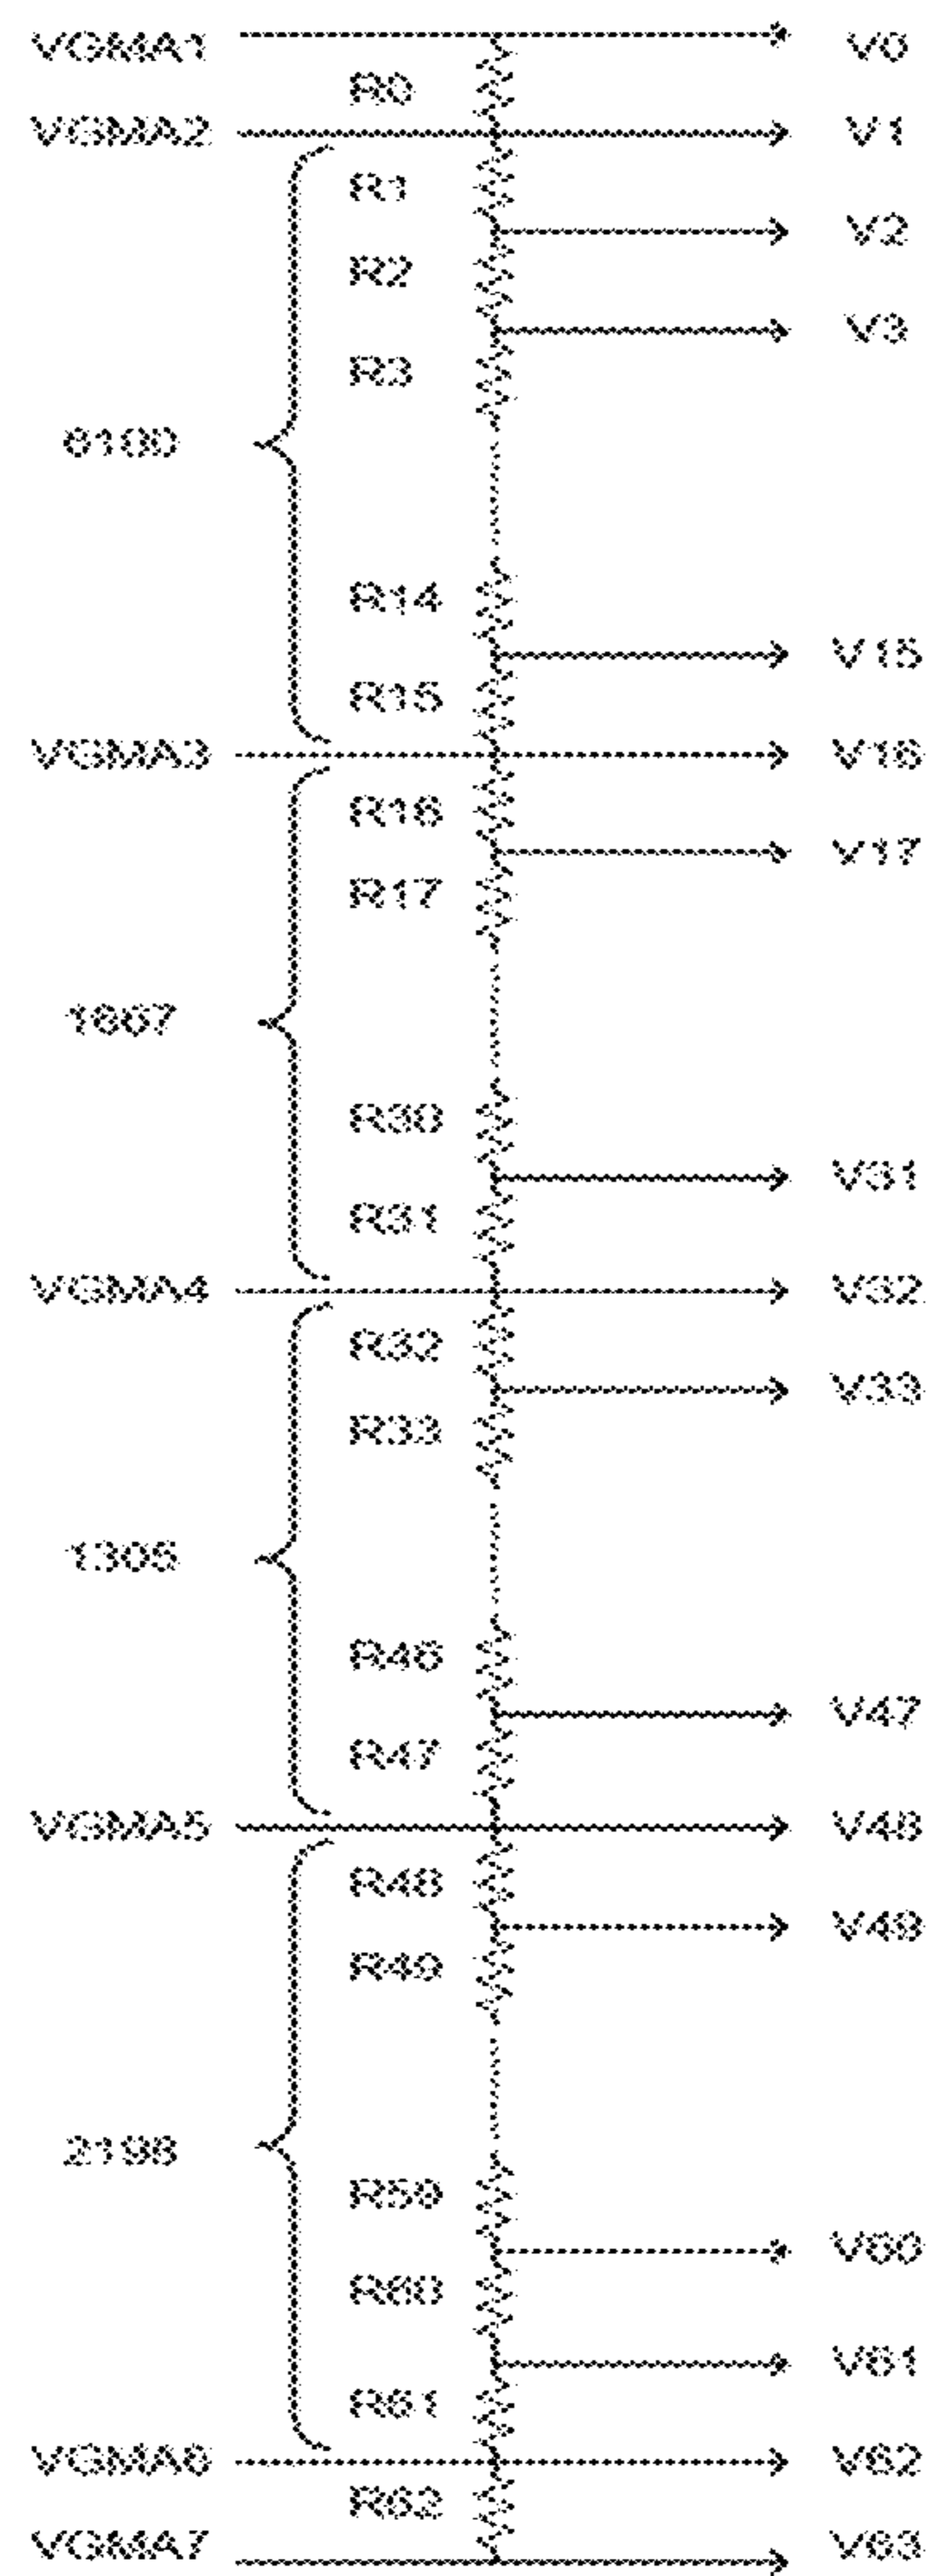 VGMA1 V0
R0
VGMA2 V1
R1
V2
R2
V3
R3
6100
R14
V15
R15
VGMA3 V16
R16
V17
R17
1867
R30
V31
R31
VGMA4 V32
R32
V33
R33
1305
R46
V47
R47
VGMA5 V48
R48
V49
R49
2198
R59
V60
R60
V61
R61
VGMA6 V62
R62
VGMA7 V63